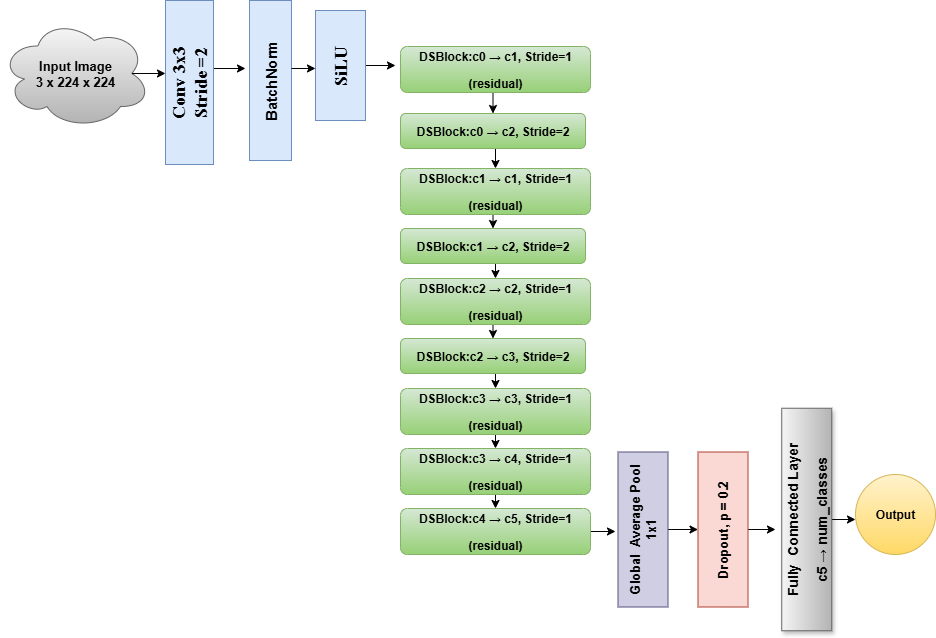 Input Image
3 x 224 x 224
Conv 3x3
Stride =2
BatchNorm
SiLU
DSBlock:c0 → c1, Stride=1
(residual)
DSBlock:c0 → c2, Stride=2
DSBlock:c1 → c1, Stride=1
(residual)
DSBlock:c1 → c2, Stride=2
DSBlock:c2 → c2, Stride=1
(residual)
DSBlock:c2 → c3, Stride=2
DSBlock:c3 → c3, Stride=1
(residual)
DSBlock:c3 → c4, Stride=1
(residual)
DSBlock:c4 → c5, Stride=1
(residual)
Global Average Pool
1x1
Dropout, p = 0.2
Fully Connected Layer
c5 → num_classes
Output